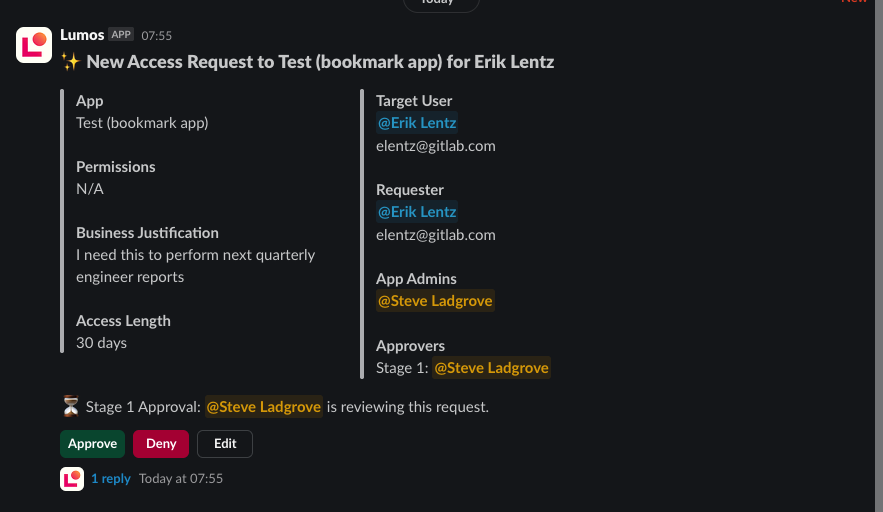 Today
New
Lumos APP 07:55
✨ New Access Request to Test (bookmark app) for Erik Lentz
App
Test (bookmark app)
Permissions
N/A
Business Justification
I need this to perform next quarterly
engineer reports
Access Length
30 days
Target User
@Erik Lentz
elentz@gitlab.com
Requester
@Erik Lentz
elentz@gitlab.com
App Admins
@Steve Ladgrove
Approvers
Stage 1: @Steve Ladgrove
⏳ Stage 1 Approval: @Steve Ladgrove is reviewing this request.
Approve Deny Edit
1 reply Today at 07:55